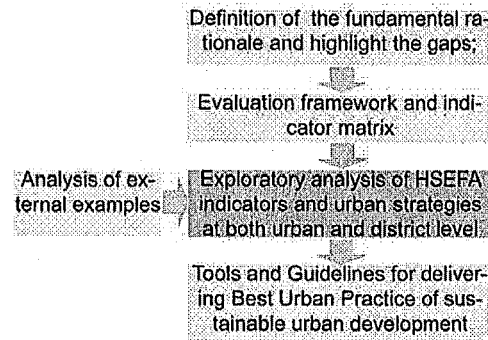 Definition of the fundamental ra-
tionale and highlight the gaps;
Evaluation framework and indi-
cator matrix
Analysis of ex-
ternal examples
Exploratory analysis of HSEFA
indicators and urban strategies
at both urban and district level
Tools and Guidelines for deliver-
ing Best Urban Practice of sus-
tainable urban development